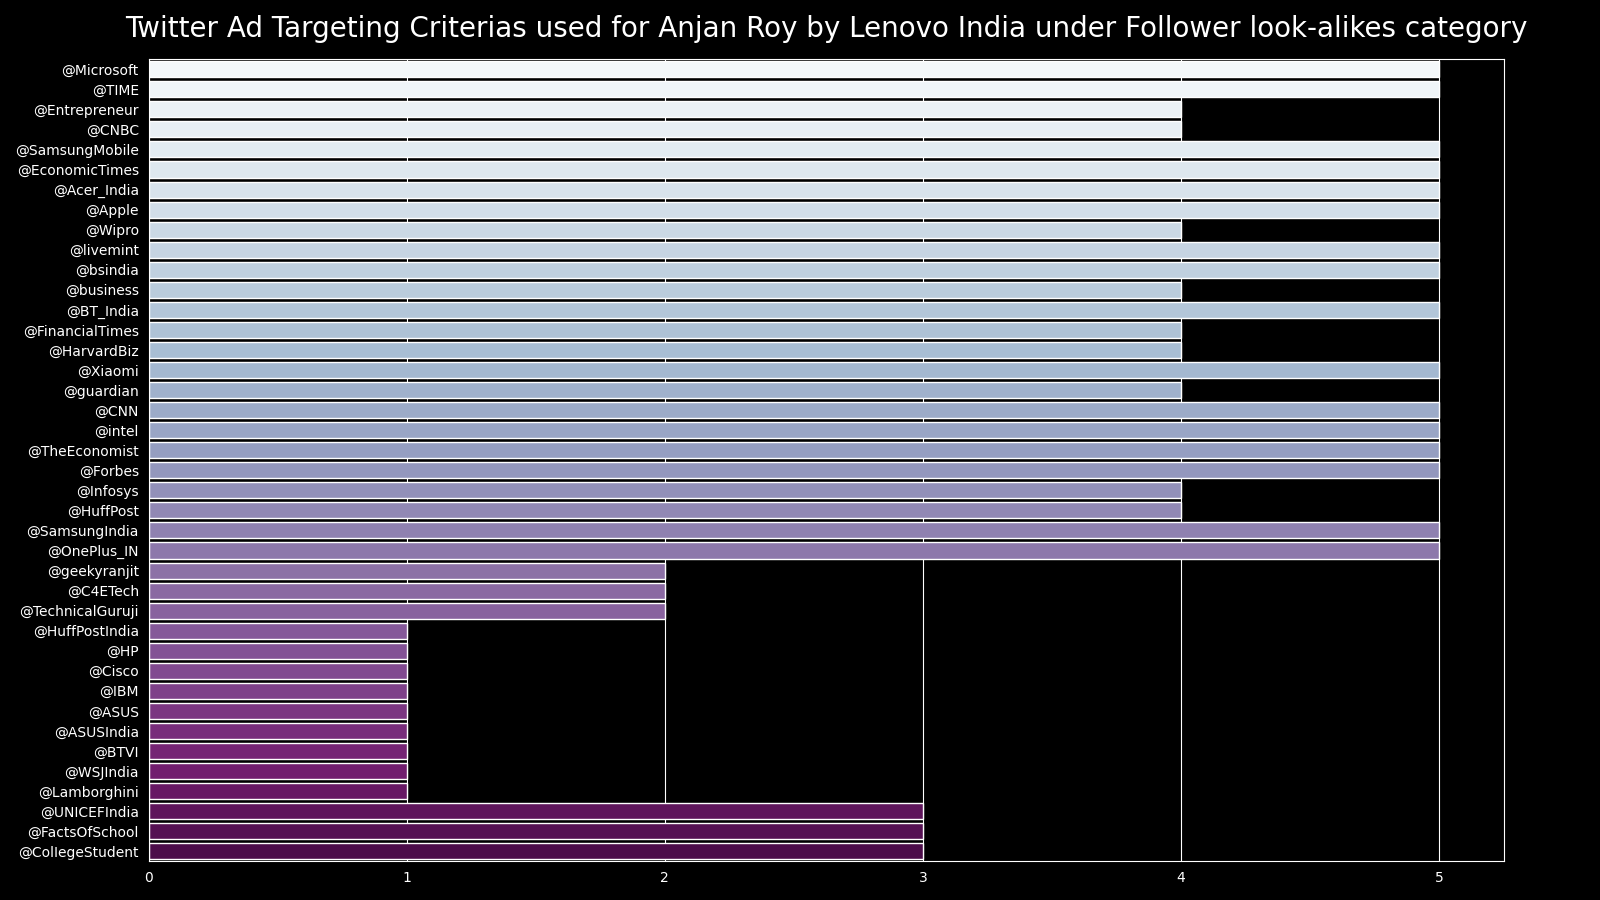 Twitter Ad Targeting Criterias used for Anjan Roy by Lenovo India under Follower look-alikes category
@Microsoft
@TIME
@Entrepreneur
@CNBC
@SamsungMobile
@EconomicTimes
@Acer_India
@Apple
@Wipro
@livemint
@bsindia
@business
@BT_India
@FinancialTimes
@HarvardBiz
@Xiaomi
@guardian
@CNN
@intel
@TheEconomist
@Forbes
@Infosys
@HuffPost
@SamsungIndia
@OnePlus_IN
@geekyranjit
@C4ETech
@TechnicalGuruji
@HuffPostIndia
@HP
@Cisco
@IBM
@ASUS
@ASUSIndia
@BTVI
@WSJIndia
@Lamborghini
@UNICEFIndia
@FactsOfSchool
@CollegeStudent
0 1 2 3 4 5